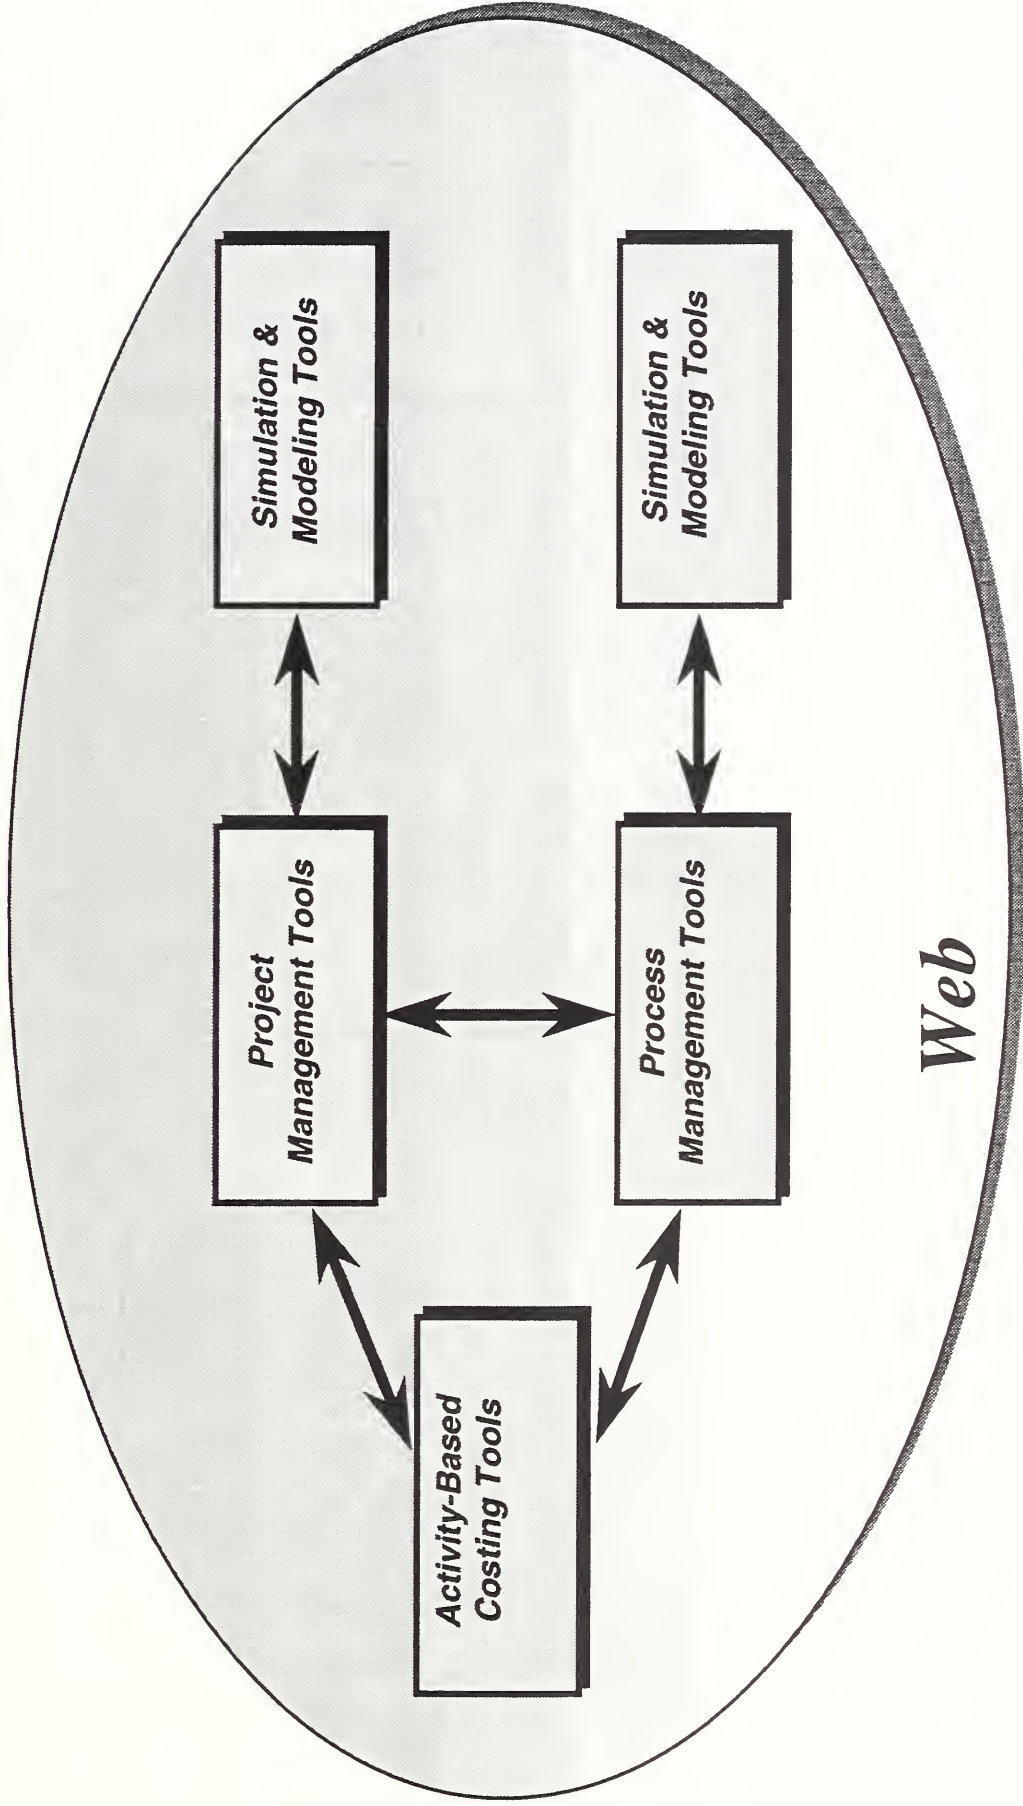 Activity-Based
Costing Tools
Project
Management Tools
Simulation &
Modeling Tools
Process
Management Tools
Simulation &
Modeling Tools
Web